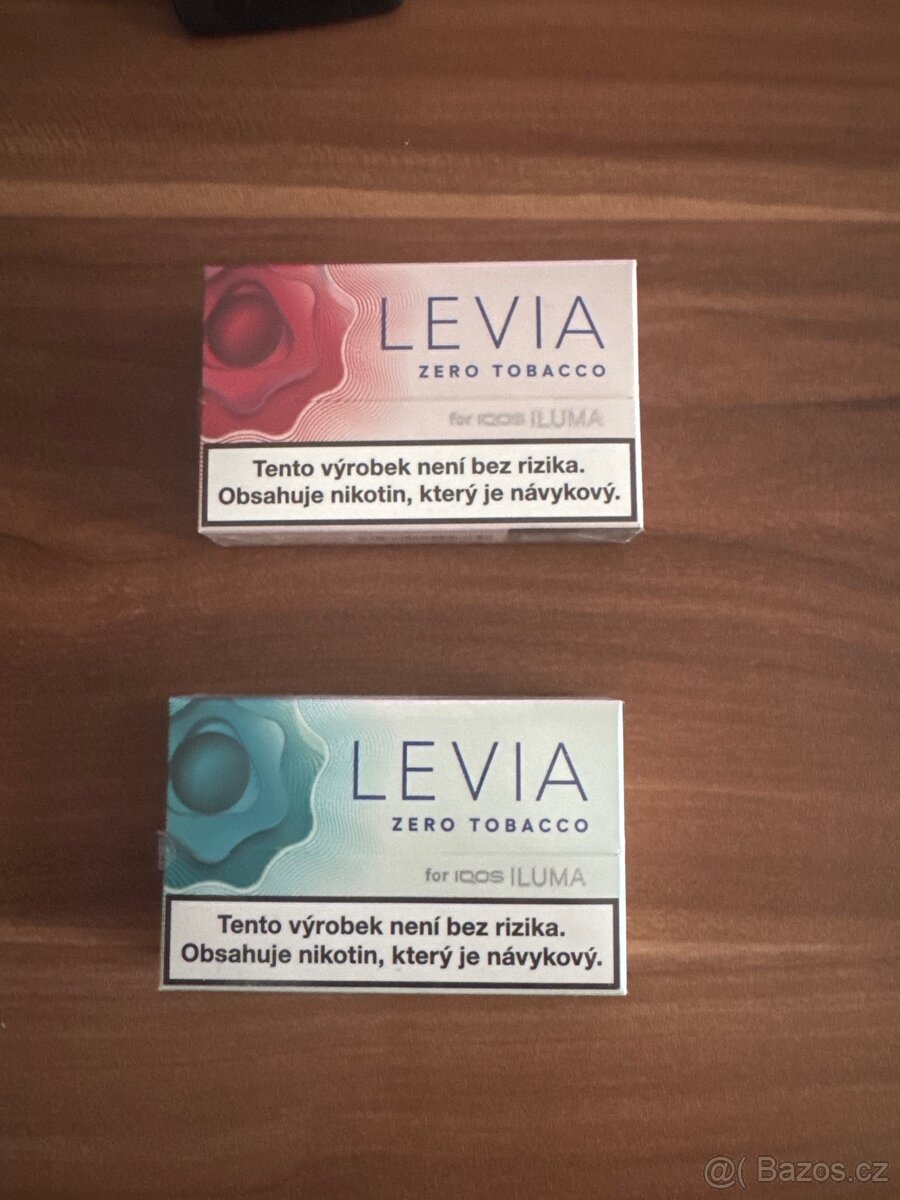 LEVIA
ZERO TOBACCO
for IQOS ILUMA
Tento výrobek není bez rizika.
Obsahuje nikotin, který je návykový.
LEVIA
ZERO TOBACCO
for IQOS ILUMA
Tento výrobek není bez rizika.
Obsahuje nikotin, který je návykový.
@( Bazos.cz